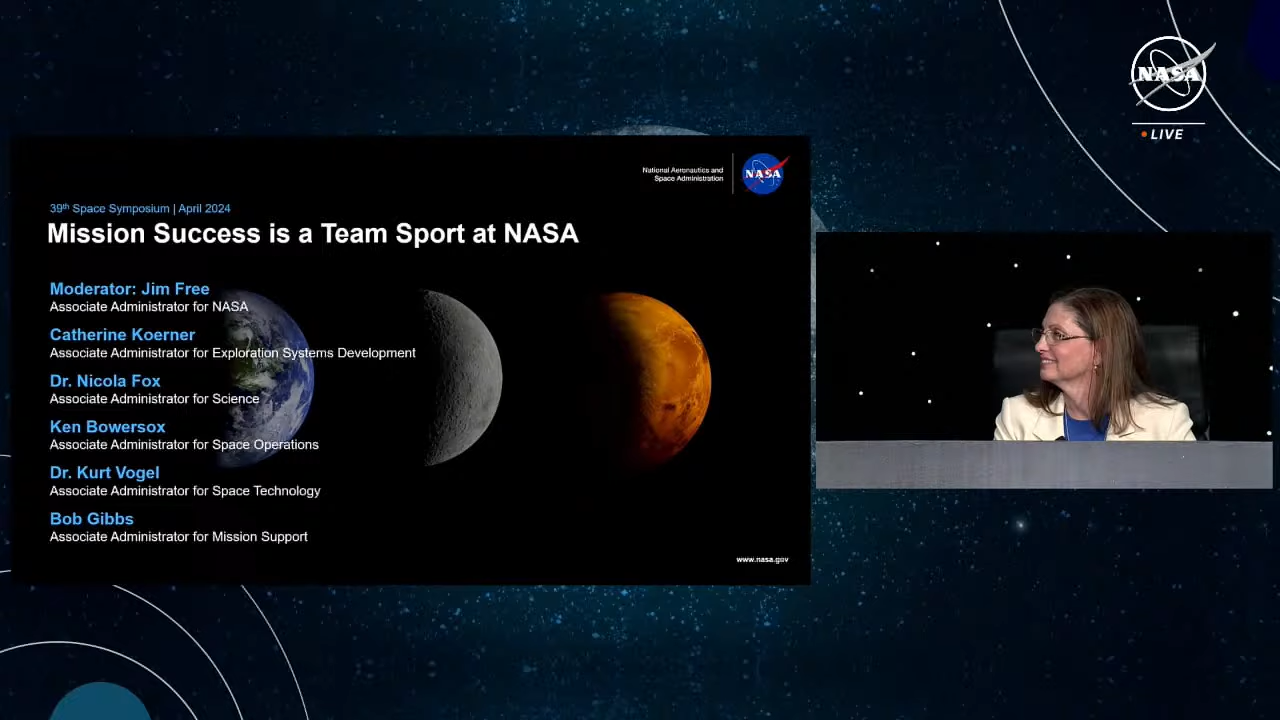 NASA
LIVE
National Aeronautics and
Space Administration
NASA
39th Space Symposium | April 2024
Mission Success is a Team Sport at NASA
Moderator: Jim Free
Associate Administrator for NASA
Catherine Koerner
Associate Administrator for Exploration Systems Development
Dr. Nicola Fox
Associate Administrator for Science
Ken Bowersox
Associate Administrator for Space Operations
Dr. Kurt Vogel
Associate Administrator for Space Technology
Bob Gibbs
Associate Administrator for Mission Support
www.nasa.gov